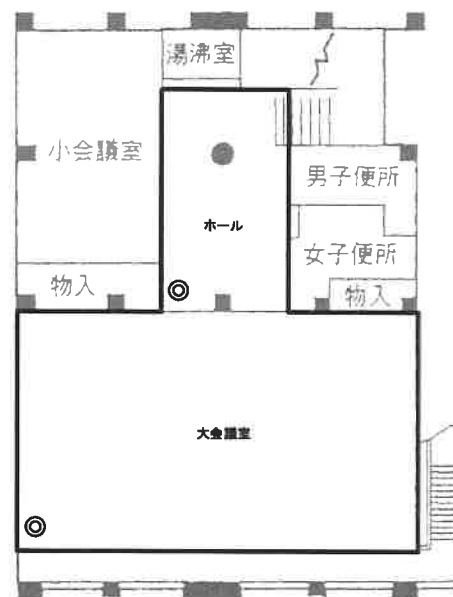 湯沸室
小会議室
男子便所
ホール
女子便所
物入
物入
大会議室